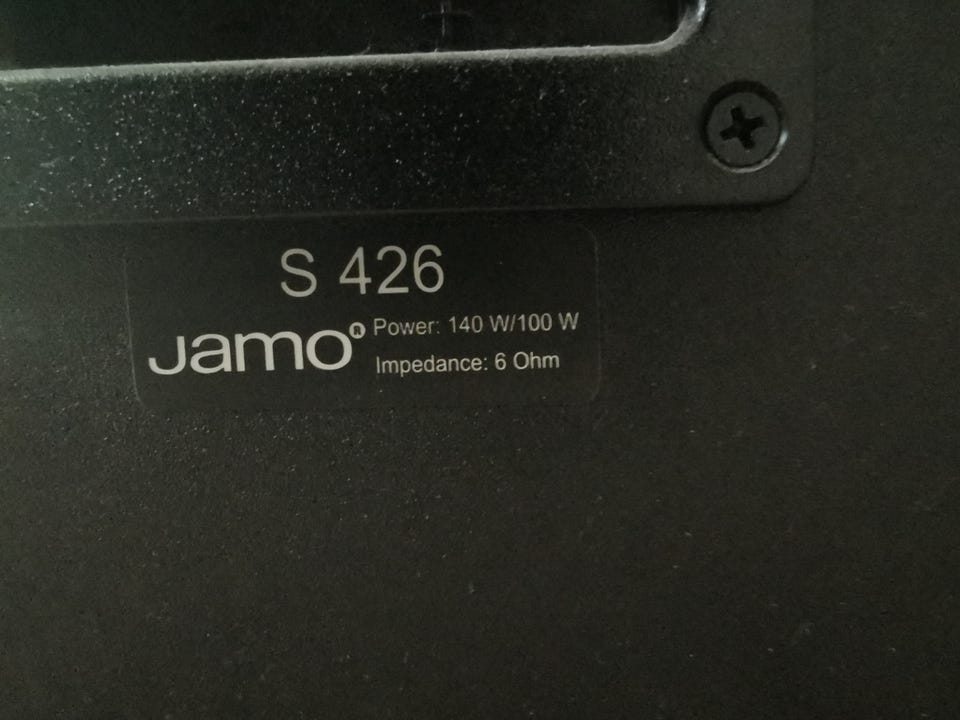 S 426
Jamo® Power: 140 W/100 W
Impedance: 6 Ohm